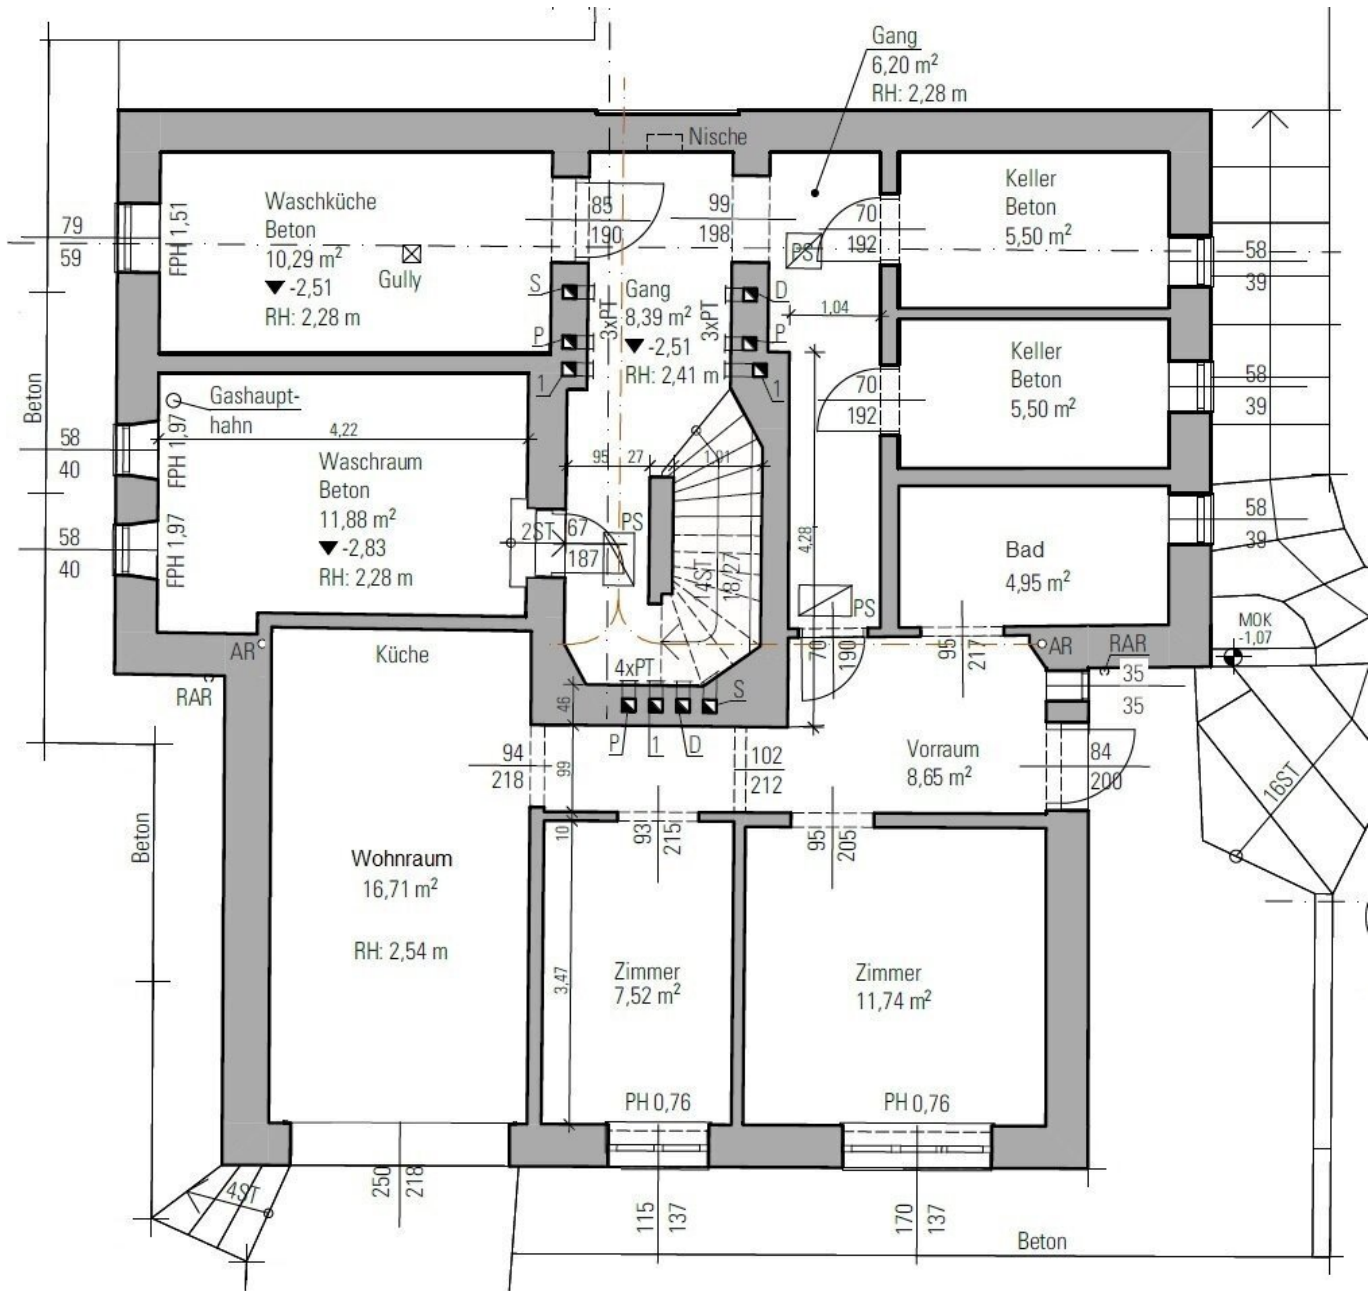 Gang
6,20 m²
RH: 2,28 m
Nische
Waschküche
Beton
10,29 m²
-2,51
RH: 2,28 m
Gully
FPH 1,51
79
59
85
190
99
198
Gang
8,39 m²
-2,51
RH: 2,41 m
3xPT
3xPT
S
P
1
D
P
1
PS
70
192
1,04
Keller
Beton
5,50 m²
58
39
Keller
Beton
5,50 m²
70
192
58
39
Beton
Gashaupt-
hahn
4,22
FPH 1,97
58
40
Waschraum
Beton
11,88 m²
-2,83
RH: 2,28 m
FPH 1,97
58
40
95
27
1,01
2ST
67
187
PS
14ST
18/27
4,28
Bad
4,95 m²
58
39
PS
70
190
95
217
MOK
-1,07
AR
RAR
Küche
AR
RAR
35
35
4xPT
46
P
1
D
S
94
218
99
102
212
Vorraum
8,65 m²
84
200
16ST
Beton
10
93
215
95
205
Wohnraum
16,71 m²
RH: 2,54 m
3,47
Zimmer
7,52 m²
Zimmer
11,74 m²
PH 0,76
PH 0,76
4ST
250
218
115
137
170
137
Beton